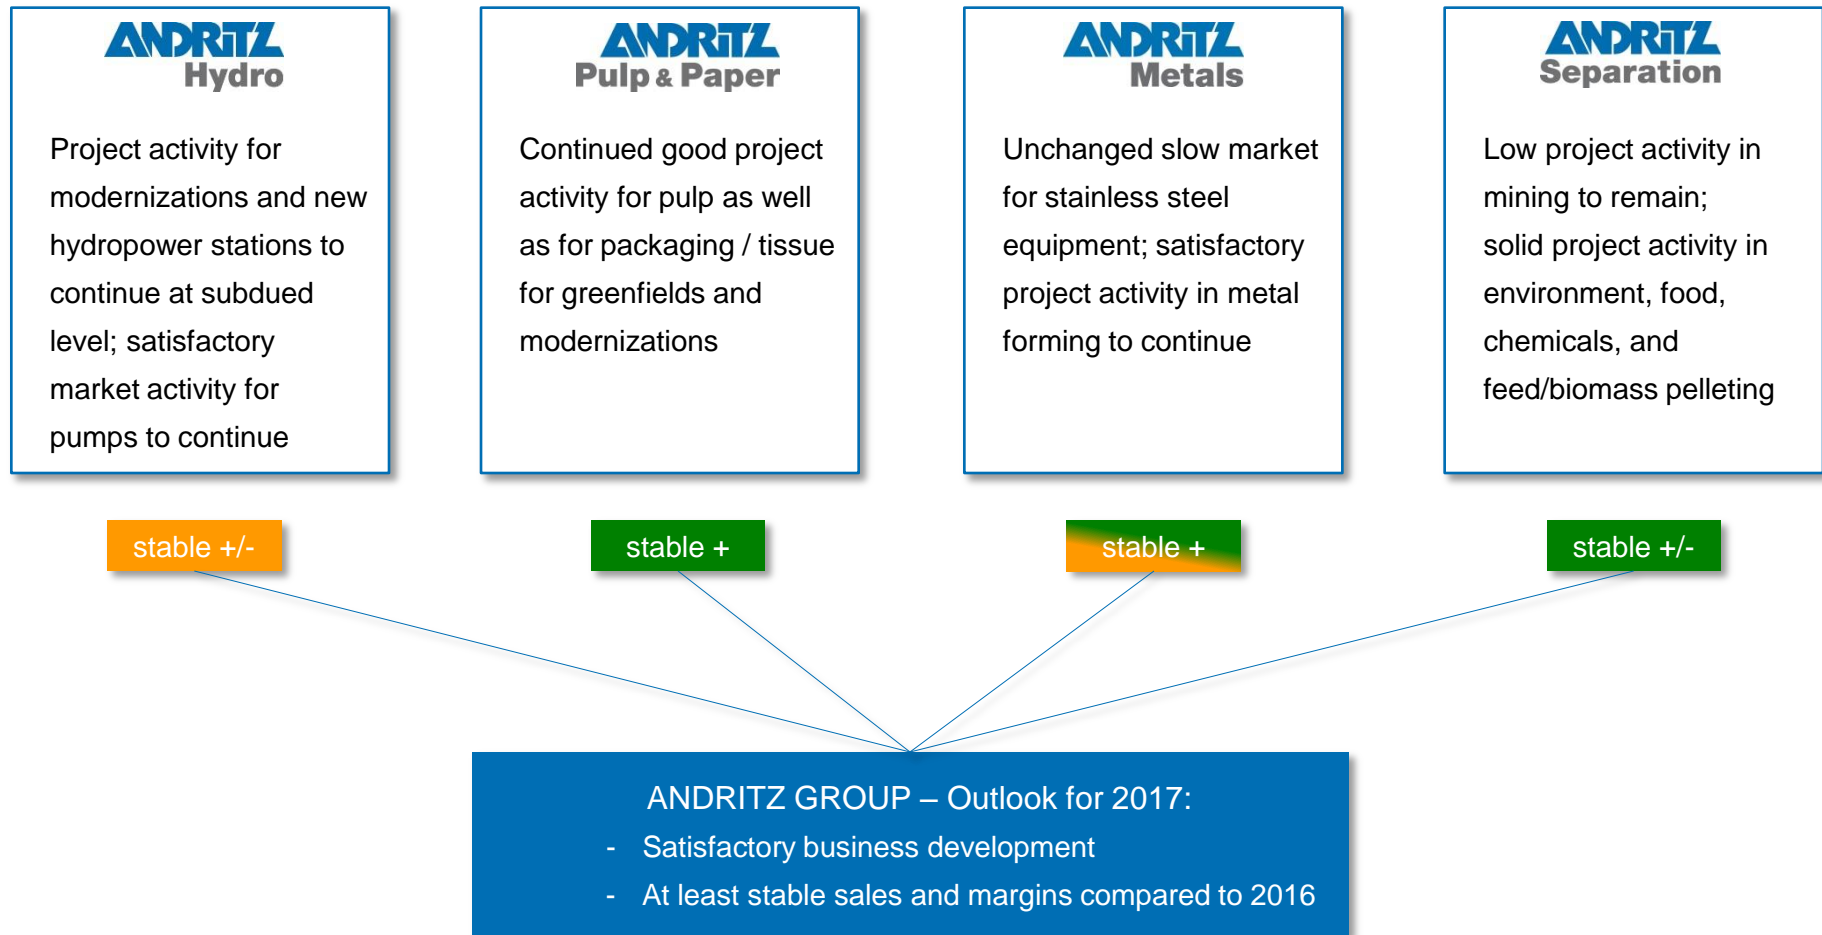 ANDRITZ
Hydro
Project activity for
modernizations and new
hydropower stations to
continue at subdued
level; satisfactory
market activity for
pumps to continue
ANDRITZ
Pulp & Paper
Continued good project
activity for pulp as well
as for packaging / tissue
for greenfields and
modernizations
ANDRITZ
Metals
Unchanged slow market
for stainless steel
equipment; satisfactory
project activity in metal
forming to continue
ANDRITZ
Separation
Low project activity in
mining to remain;
solid project activity in
environment, food,
chemicals, and
feed/biomass pelleting
stable +/-
stable +
stable +
stable +/-
ANDRITZ GROUP – Outlook for 2017:
- Satisfactory business development
- At least stable sales and margins compared to 2016